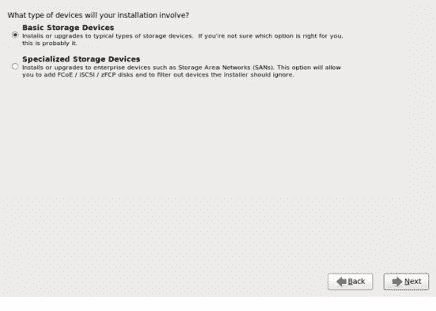 What type of devices will your installation involve?
Basic Storage Devices
Installs or upgrades to typical types of storage devices.  If you're not sure which option is right for you,
this is probably it.
Specialized Storage Devices
Installs or upgrades to enterprise devices such as Storage Area Networks (SANs). This option will allow
you to add FCoE / iSCSI / zFCP disks and to filter out devices the installer should ignore.
Back
Next